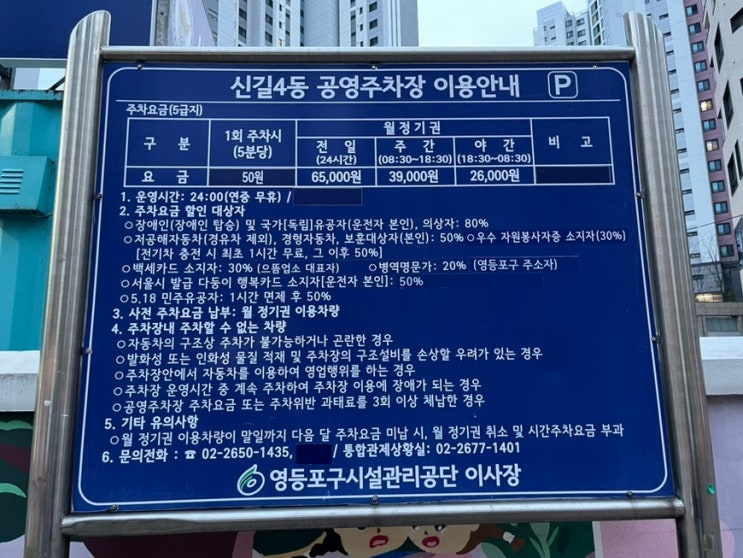 신길4동 공영주차장 이용안내 P
주차요금(5급지)
구 분 1회 주차시 (5분당) 월정기권 비 고
전 일 (24시간) 주 간 (08:30~18:30) 야 간 (18:30~08:30)
요 금 50원 65,000원 39,000원 26,000원
1. 운영시간: 24:00(연중 무휴) /
2. 주차요금 할인 대상자
○장애인(장애인 탑승) 및 국가[독립]유공자(운전자 본인), 의상자: 80%
○저공해자동차(경유차 제외), 경형자동차, 보훈대상자(본인): 50% ○우수 자원봉사자증 소지자(30%)
[전기차 충전 시 최초 1시간 무료, 그 이후 50%]
○백세카드 소지자: 30% (으뜸업소 대표자) ○병역명문가: 20% (영등포구 주소자)
○서울시 발급 다둥이 행복카드 소지자[운전자 본인]: 50%
○5.18 민주유공자: 1시간 면제 후 50%
3. 사전 주차요금 납부: 월 정기권 이용차량
4. 주차장내 주차할 수 없는 차량
○자동차의 구조상 주차가 불가능하거나 곤란한 경우
○발화성 또는 인화성 물질 적재 및 주차장의 구조설비를 손상할 우려가 있는 경우
○주차장안에서 자동차를 이용하여 영업행위를 하는 경우
○주차장 운영시간 중 계속 주차하여 주차장 이용에 장애가 되는 경우
○공영주차장 주차요금 또는 주차위반 과태료를 3회 이상 체납한 경우
5. 기타 유의사항
○월 정기권 이용차량이 말일까지 다음 달 주차요금 미납 시, 월 정기권 취소 및 시간주차요금 부과
6. 문의전화 : ☎ 02-2650-1435, / 통합관제상황실: 02-2677-1401
영등포구시설관리공단 이사장